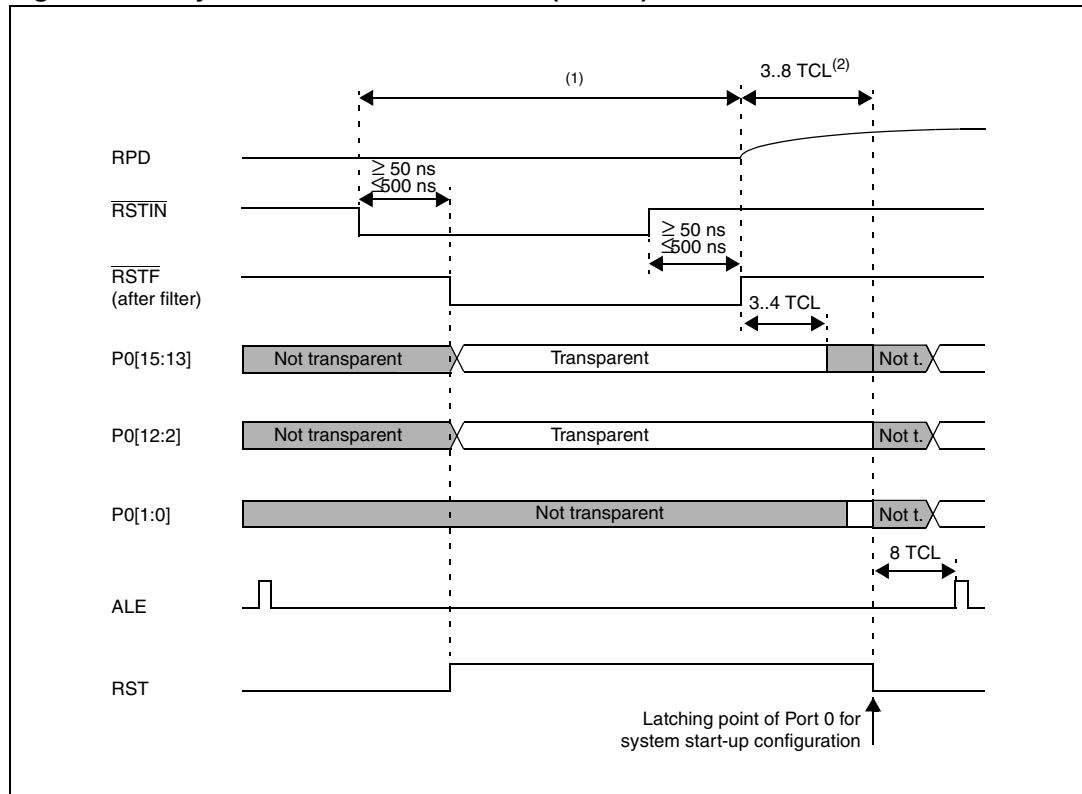 (1)
3..8 TCL(2)
RPD
≥ 50 ns
≤500 ns
RSTIN
≥ 50 ns
≤500 ns
RSTF
(after filter)
3..4 TCL
P0[15:13]
Not transparent
Transparent
Not t.
P0[12:2]
Not transparent
Transparent
Not t.
P0[1:0]
Not transparent
Not t.
8 TCL
ALE
RST
Latching point of Port 0 for
system start-up configuration